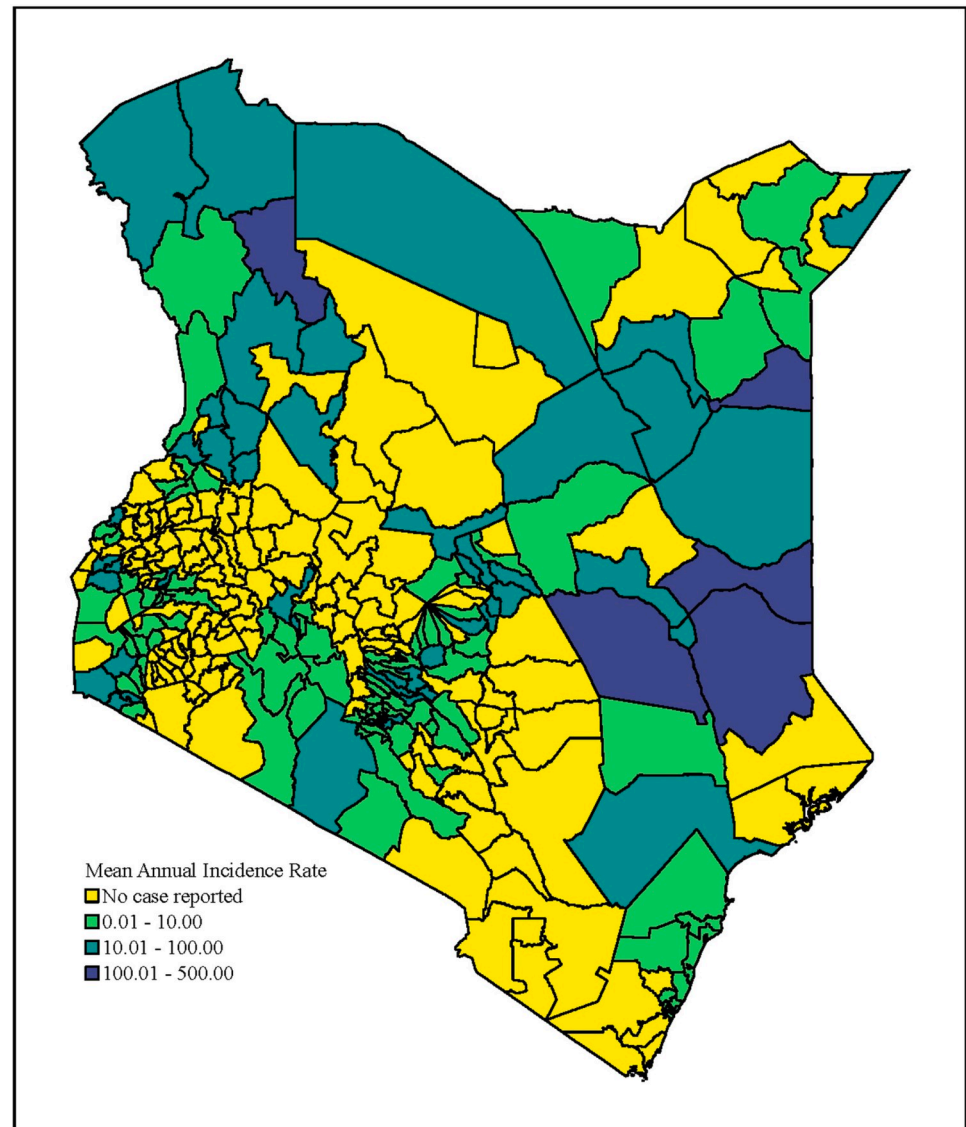 Mean Annual Incidence Rate
No case reported
0.01 - 10.00
10.01 - 100.00
100.01 - 500.00